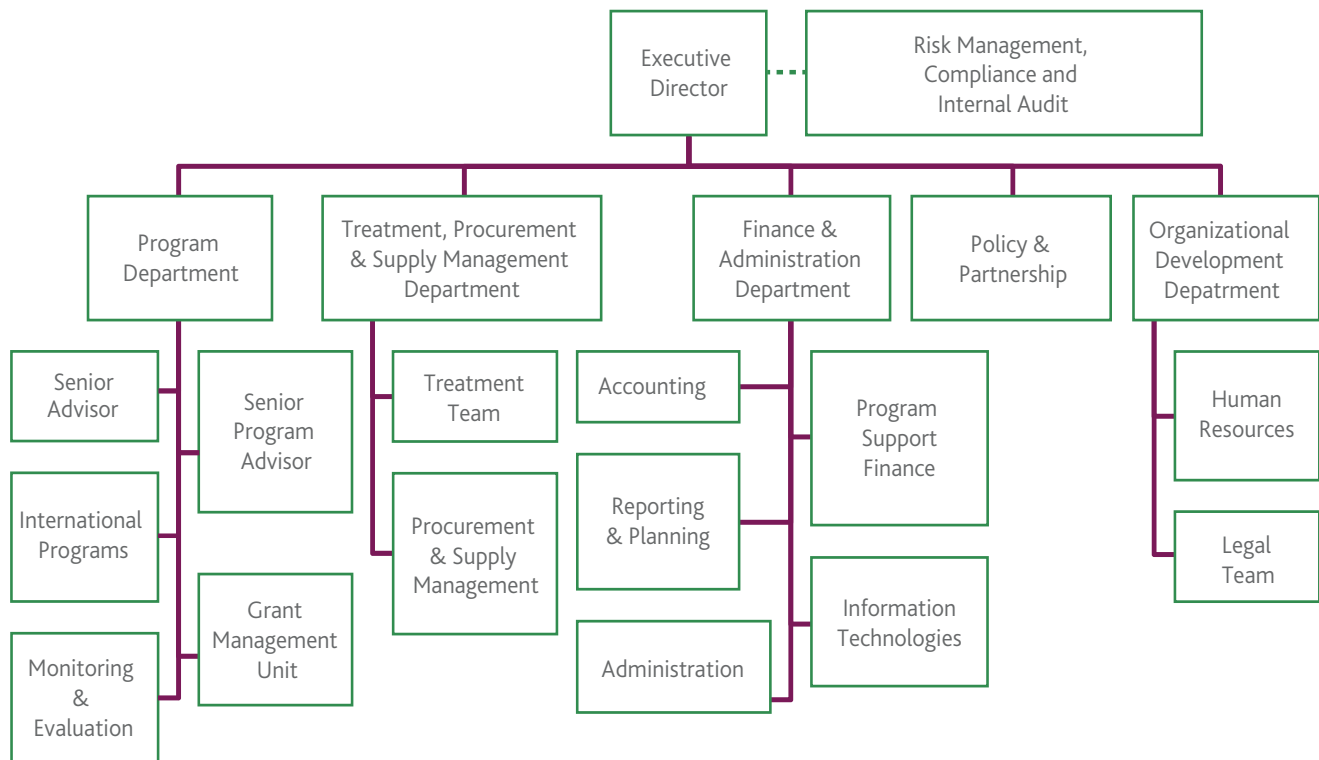 Executive
Director
Risk Management,
Compliance and
Internal Audit
Program
Department
Treatment, Procurement
& Supply Management
Department
Finance &
Administration
Department
Policy &
Partnership
Organizational
Development
Depatrment
Senior
Advisor
Senior
Program
Advisor
International
Programs
Grant
Management
Unit
Monitoring
&
Evaluation
Treatment
Team
Procurement
& Supply
Management
Accounting
Program
Support
Finance
Reporting
& Planning
Information
Technologies
Administration
Human
Resources
Legal
Team